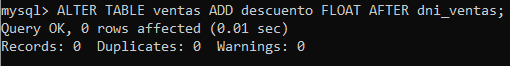 mysql> ALTER TABLE ventas ADD descuento FLOAT AFTER dni_ventas;
Query OK, 0 rows affected (0.01 sec)
Records: 0  Duplicates: 0  Warnings: 0